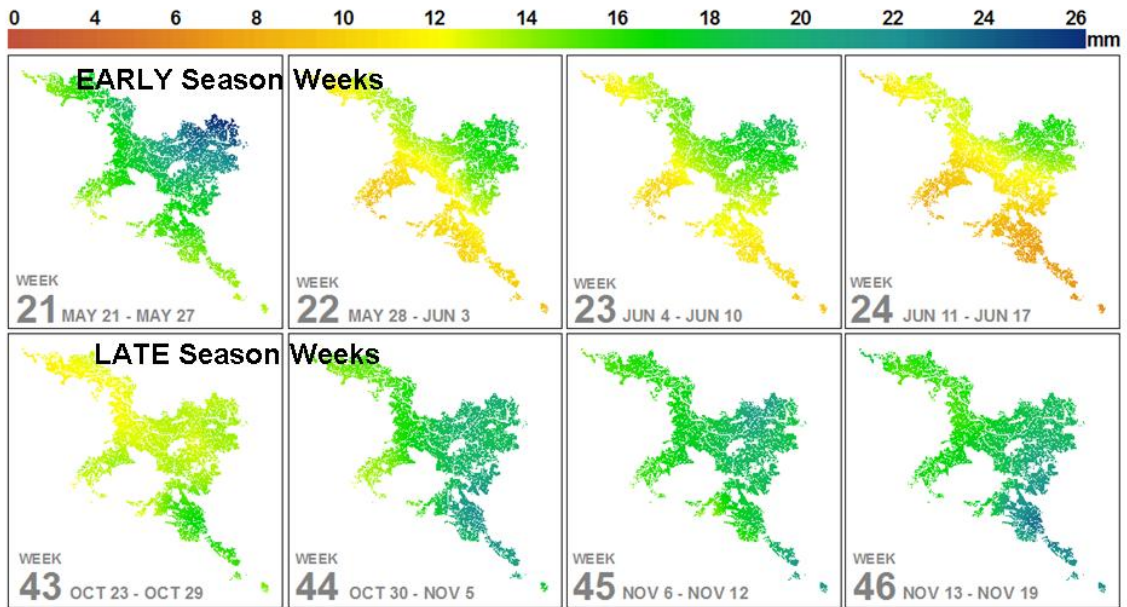 0 2 4 6 8 10 12 14 16 18 20 22 24 26
mm
EARLY Season Weeks
WEEK
21 MAY 21 - MAY 27
WEEK
22 MAY 28 - JUN 3
WEEK
23 JUN 4 - JUN 10
WEEK
24 JUN 11 - JUN 17
LATE Season Weeks
WEEK
43 OCT 23 - OCT 29
WEEK
44 OCT 30 - NOV 5
WEEK
45 NOV 6 - NOV 12
WEEK
46 NOV 13 - NOV 19